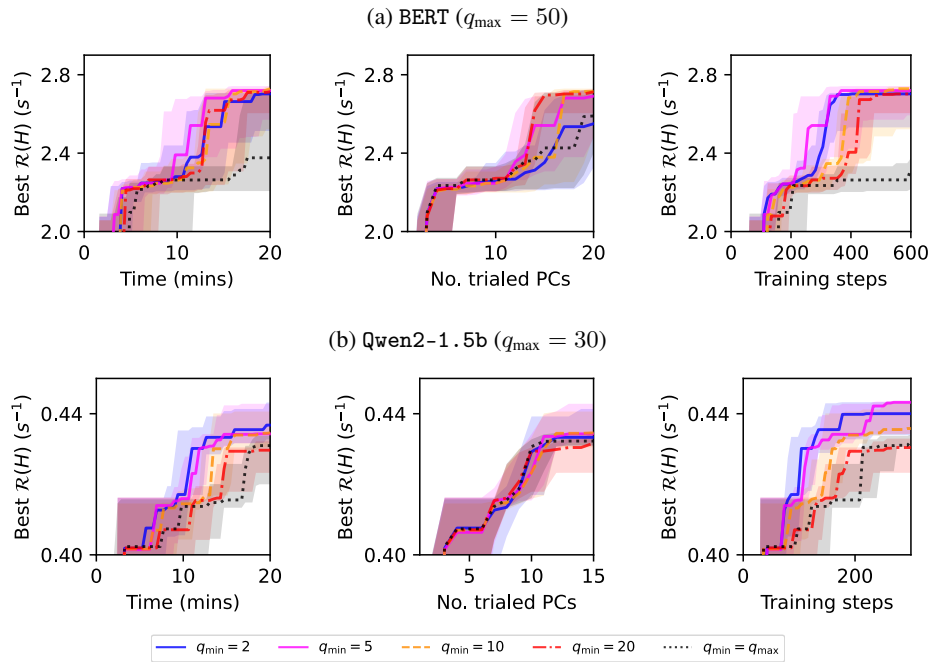 (a) BERT (q_max = 50)
Best R(H) (s⁻¹)
2.8
2.4
2.0
0
10
20
Time (mins)
Best R(H) (s⁻¹)
2.8
2.4
2.0
0
10
20
No. trialed PCs
Best R(H) (s⁻¹)
2.8
2.4
2.0
0
200
400
600
Training steps
(b) Qwen2-1.5b (q_max = 30)
Best R(H) (s⁻¹)
0.44
0.40
0
10
20
Time (mins)
Best R(H) (s⁻¹)
0.44
0.40
5
10
15
No. trialed PCs
Best R(H) (s⁻¹)
0.44
0.40
0
200
Training steps
q_min = 2 q_min = 5 q_min = 10 q_min = 20 q_min = q_max